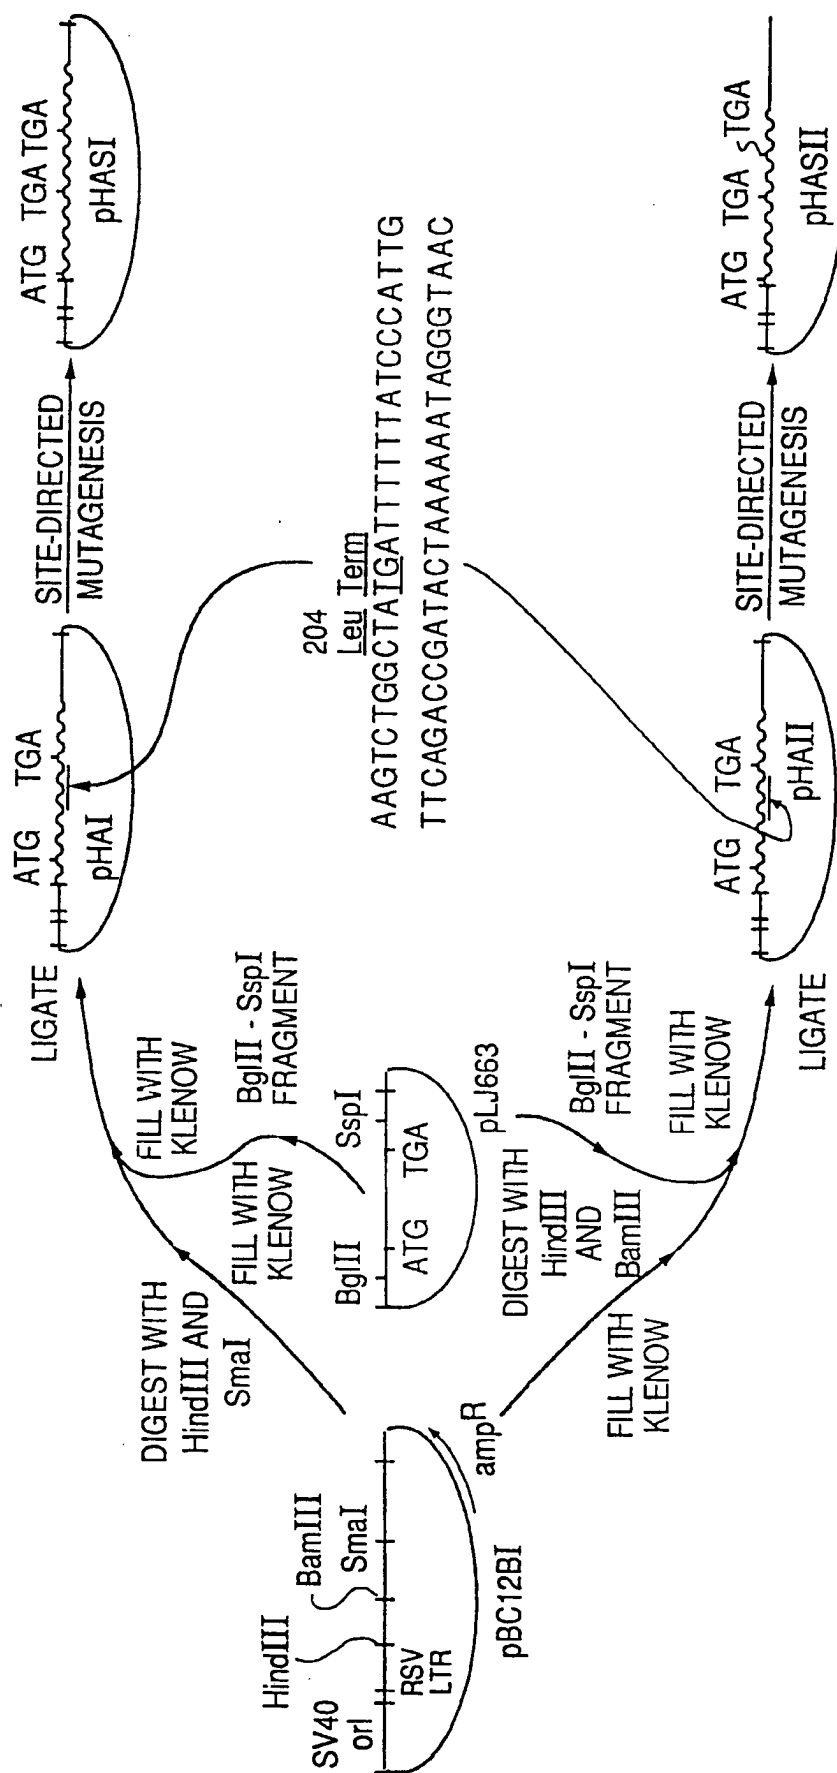 SV40
orI
HindIII
BamIII
SmaI
RSV
LTR
ampR
pBC12BI
DIGEST WITH
HindIII AND
SmaI
FILL WITH
KLENOW
BglII - SspI
FRAGMENT
FILL WITH
KLENOW
BglII
SspI
ATG TGA
pLJ663
DIGEST WITH
HindIII
AND
BamIII
FILL WITH
KLENOW
BglII - SspI
FRAGMENT
FILL WITH
KLENOW
LIGATE
ATG TGA
pHAI
SITE-DIRECTED
MUTAGENESIS
ATG TGA TGA
pHASI
204
Leu Term
AAGTCTGGCTATGATTTTTTATCCCATTG
TTCAGACCGATACTAAAAAATAGGGTAAC
LIGATE
ATG TGA
pHAII
SITE-DIRECTED
MUTAGENESIS
ATG TGA TGA
pHASII